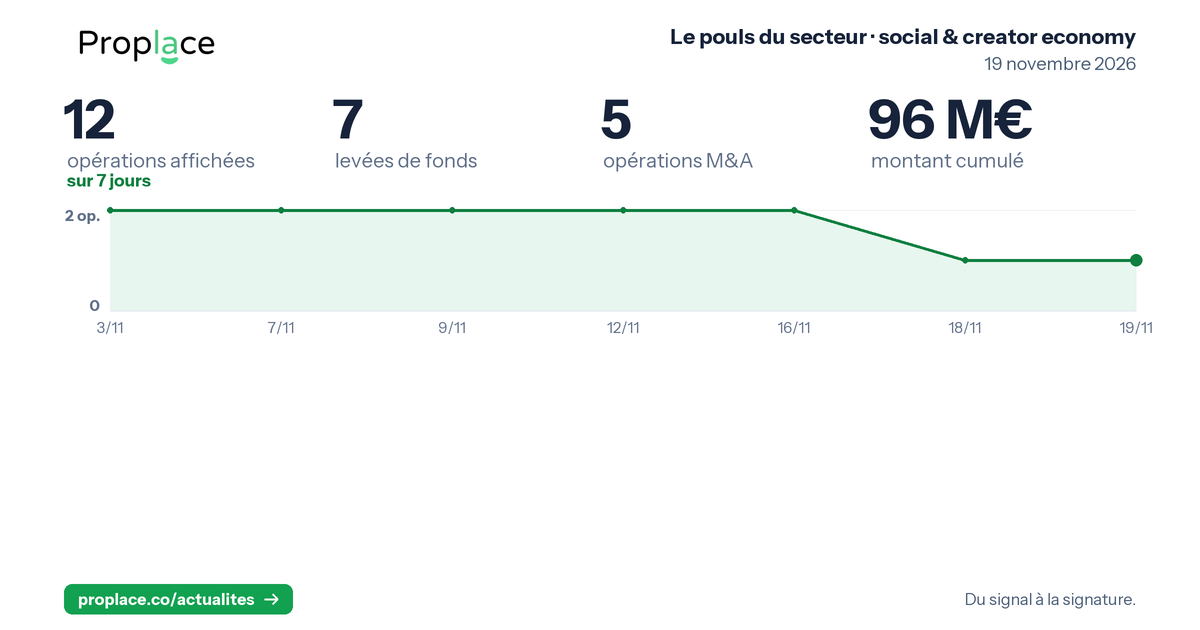 Proplace
Le pouls du secteur · social & creator economy
19 novembre 2026
12
opérations affichées
sur 7 jours
7
levées de fonds
5
opérations M&A
96 M€
montant cumulé
2 op.
0
3/11
7/11
9/11
12/11
16/11
18/11
19/11
proplace.co/actualites →
Du signal à la signature.